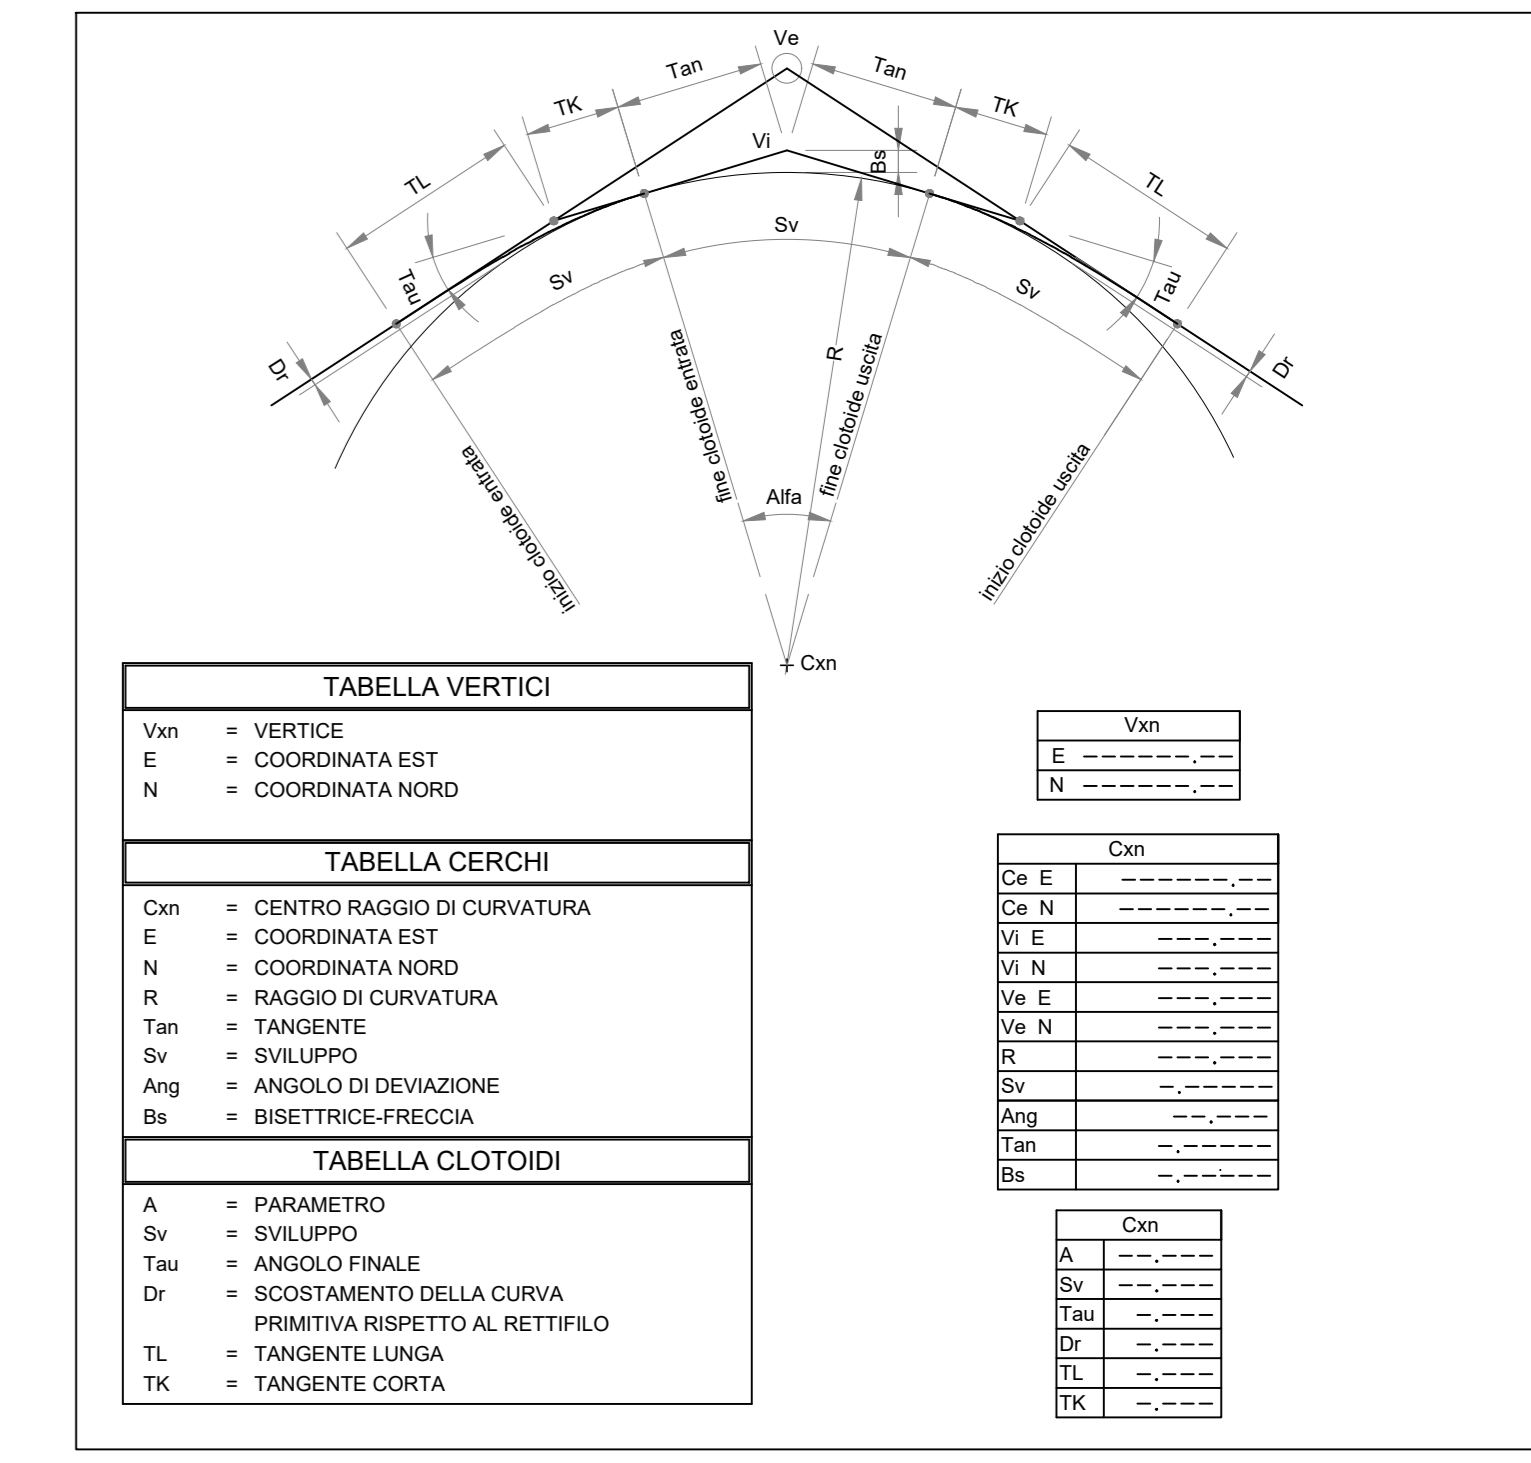 Ve
Tan
Tan
TK
TK
Vi
Bs
TL
TL
Sv
Sv
Sv
Tau
Tau
Dr
Dr
R
fine clotoide entrata
fine clotoide uscita
inizio clotoide entrata
inizio clotoide uscita
Alfa
Cxn
TABELLA VERTICI
Vxn = VERTICE
E = COORDINATA EST
N = COORDINATA NORD
TABELLA CERCHI
Cxn = CENTRO RAGGIO DI CURVATURA
E = COORDINATA EST
N = COORDINATA NORD
R = RAGGIO DI CURVATURA
Tan = TANGENTE
Sv = SVILUPPO
Ang = ANGOLO DI DEVIAZIONE
Bs = BISETTRICE-FRECCIA
TABELLA CLOTOIDI
A = PARAMETRO
Sv = SVILUPPO
Tau = ANGOLO FINALE
Dr = SCOSTAMENTO DELLA CURVA
PRIMITIVA RISPETTO AL RETTIFILO
TL = TANGENTE LUNGA
TK = TANGENTE CORTA
Vxn
E ------.--
N ------.--
Cxn
Ce E ------.--
Ce N ------.--
Vi E ---.---
Vi N ---.---
Ve E ---.---
Ve N ---.---
R ---.---
Sv -.-----
Ang --.---
Tan -.-----
Bs -.-----
Cxn
A --.---
Sv --.---
Tau -.---
Dr -.---
TL -.---
TK -.---